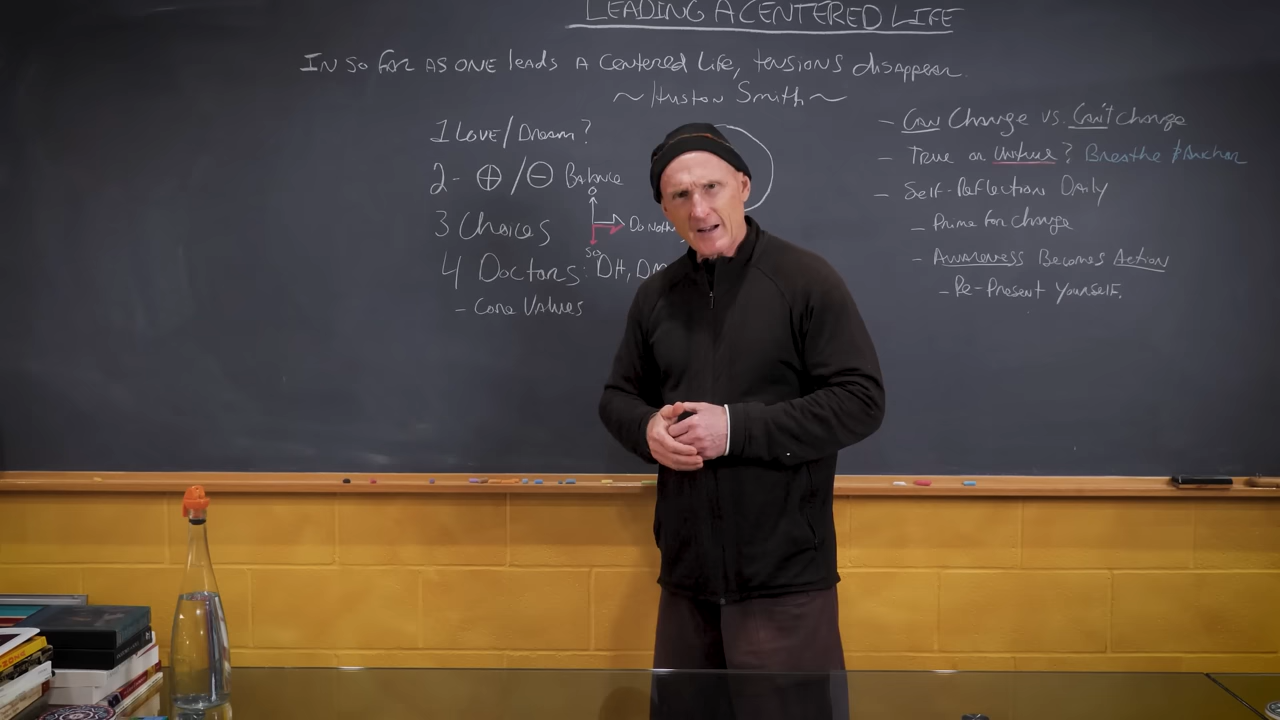 LEADING A CENTERED LIFE
IN SO FAR AS ONE leads A Centered Life, tensions disappear.
~ Huston Smith ~
1 Love/Dream?
2- ⊕/⊖ Balance
3 Choices
Do Noth
4 Doctors: DH, DM
- Core Values
- Can Change vs. Can't change
- True or Untrue? Breathe & Anchor
- Self-Reflection Daily
- Prime for Change
- Awareness Becomes Action
- Re-Present Yourself.